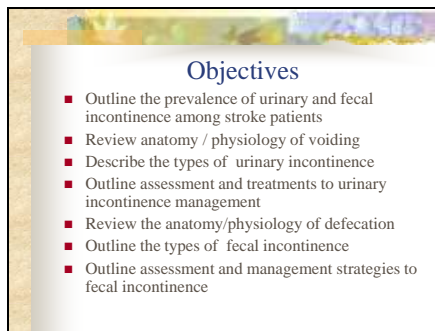 Objectives
■ Outline the prevalence of urinary and fecal
incontinence among stroke patients
■ Review anatomy / physiology of voiding
■ Describe the types of urinary incontinence
■ Outline assessment and treatments to urinary
incontinence management
■ Review the anatomy/physiology of defecation
■ Outline the types of fecal incontinence
■ Outline assessment and management strategies to
fecal incontinence